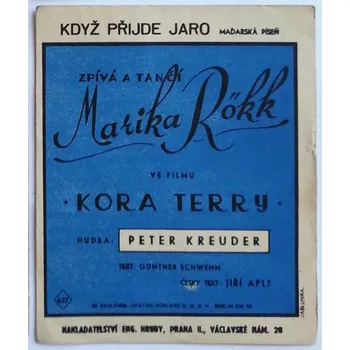 KDYŽ PŘIJDE JARO MAĎARSKÁ PÍSEŇ
ZPÍVÁ A TANČÍ
Marika Rökk
VE FILMU
· KORA TERRY ·
HUDBA: PETER KREUDER
TEXT: GÜNTHER SCHWENN
ČESKÝ TEXT: JIŘÍ APLT
NAKLADATELSTVÍ ENG. HRUBY, PRAHA II., VÁCLAVSKÉ NÁM. 28